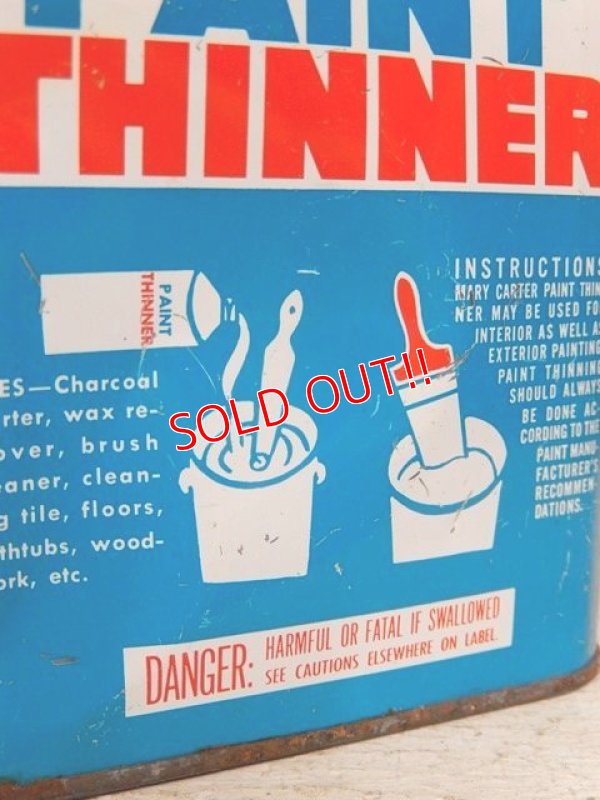 PAINT
THINNER
PAINT
THINNER
ES—Charcoal
rter, wax re-
over, brush
eaner, clean-
g tile, floors,
thtubs, wood-
ork, etc.
INSTRUCTIONS
MARY CARTER PAINT THIN-
NER MAY BE USED FO
INTERIOR AS WELL AS
EXTERIOR PAINTING
PAINT THINNING
SHOULD ALWAYS
BE DONE AC-
CORDING TO THE
PAINT MANU-
FACTURER'S
RECOMMEN-
DATIONS.
SOLD OUT!!
DANGER: HARMFUL OR FATAL IF SWALLOWED
SEE CAUTIONS ELSEWHERE ON LABEL.